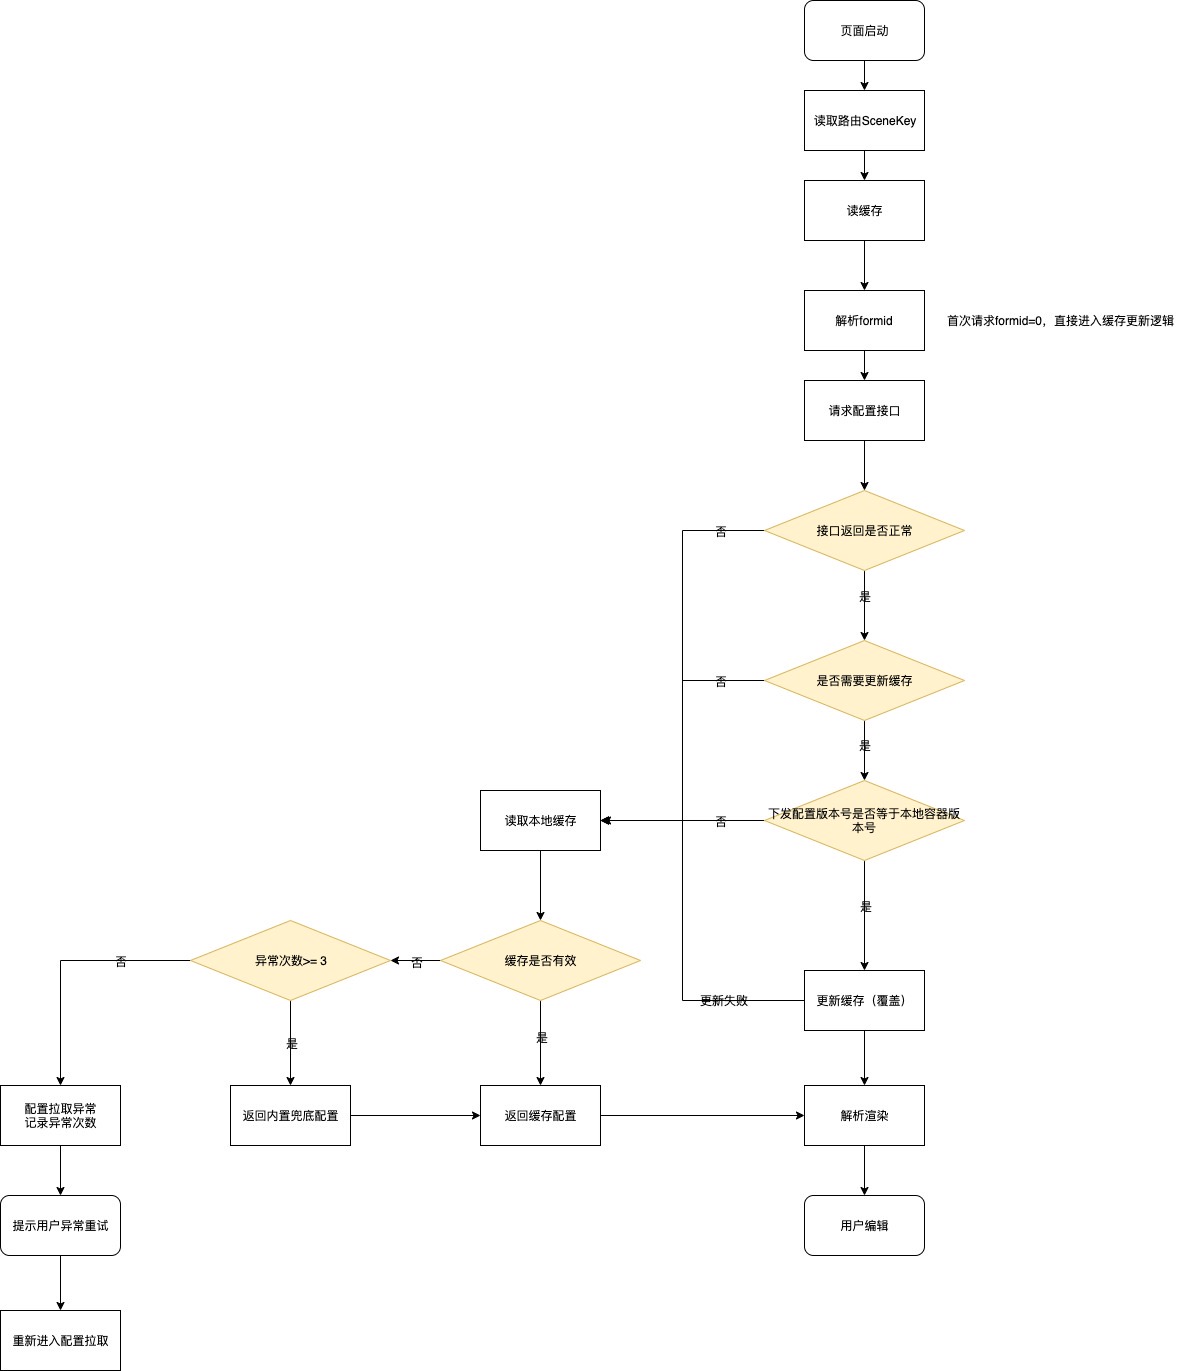 页面启动
读取路由SceneKey
读缓存
解析formid
首次请求formid=0，直接进入缓存更新逻辑
请求配置接口
接口返回是否正常
否
是
是否需要更新缓存
否
是
下发配置版本号是否等于本地容器版
本号
否
读取本地缓存
是
缓存是否有效
否
异常次数>= 3
否
更新缓存（覆盖）
更新失败
是
是
配置拉取异常
记录异常次数
返回内置兜底配置
返回缓存配置
解析渲染
提示用户异常重试
用户编辑
重新进入配置拉取